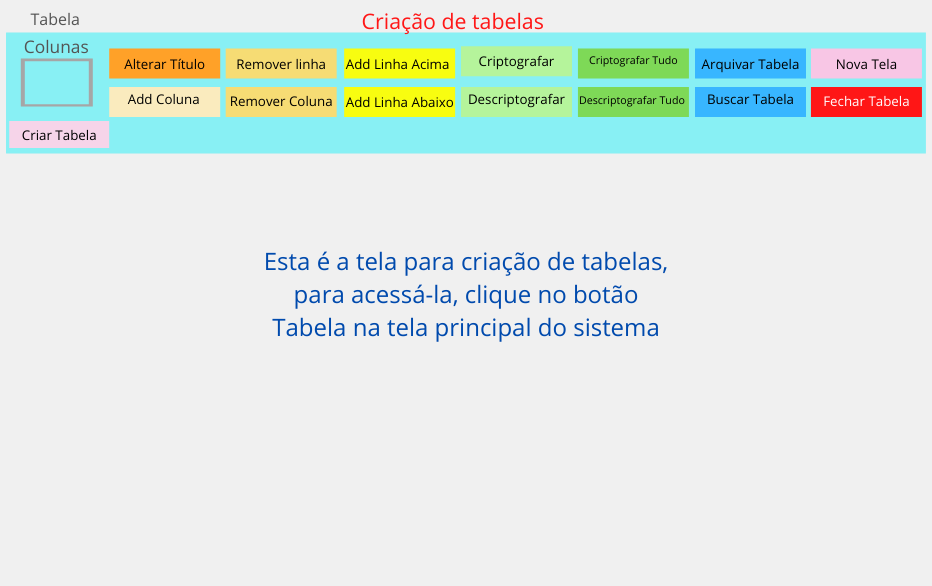 Tabela
Criação de tabelas
Colunas
Alterar Título
Remover linha
Add Linha Acima
Criptografar
Criptografar Tudo
Arquivar Tabela
Nova Tela
Add Coluna
Remover Coluna
Add Linha Abaixo
Descriptografar
Descriptografar Tudo
Buscar Tabela
Fechar Tabela
Criar Tabela
Esta é a tela para criação de tabelas,
para acessá-la, clique no botão
Tabela na tela principal do sistema